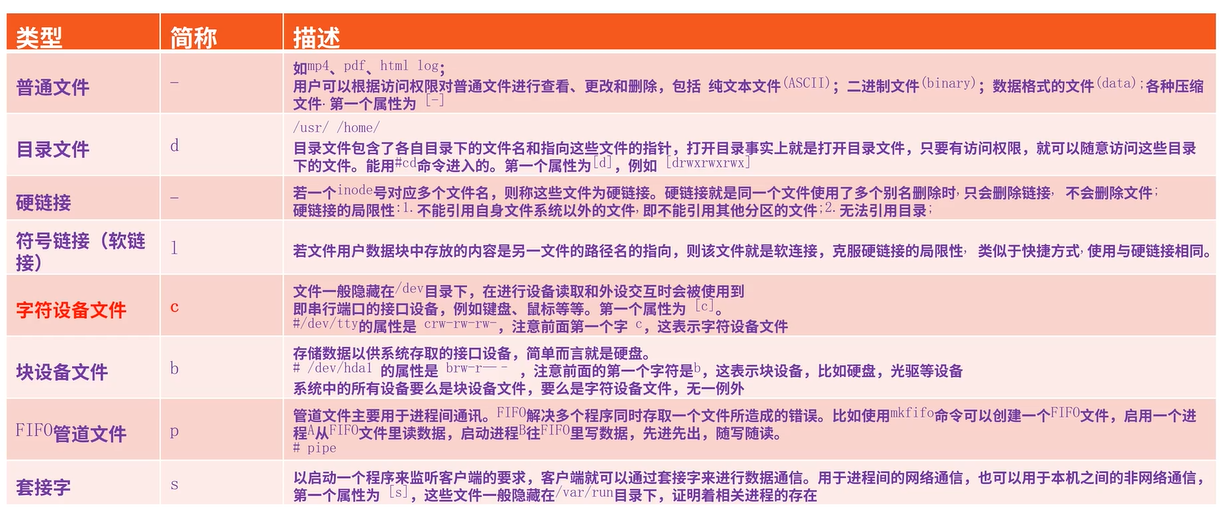 类型 简称 描述
普通文件 -
如mp4、pdf、html log；
用户可以根据访问权限对普通文件进行查看、更改和删除，包括 纯文本文件(ASCII)；二进制文件(binary)；数据格式的文件(data);各种压缩
文件. 第一个属性为 [-]
目录文件 d
/usr/ /home/
目录文件包含了各自目录下的文件名和指向这些文件的指针，打开目录事实上就是打开目录文件，只要有访问权限，就可以随意访问这些目录
下的文件。能用#cd命令进入的。第一个属性为[d]，例如 [drwxrwxrwx]
硬链接 -
若一个inode号对应多个文件名，则称这些文件为硬链接。硬链接就是同一个文件使用了多个别名删除时,只会删除链接, 不会删除文件;
硬链接的局限性:1.不能引用自身文件系统以外的文件,即不能引用其他分区的文件;2.无法引用目录;
符号链接（软链
接） l
若文件用户数据块中存放的内容是另一文件的路径名的指向，则该文件就是软连接，克服硬链接的局限性, 类似于快捷方式,使用与硬链接相同。
字符设备文件 c
文件一般隐藏在/dev目录下，在进行设备读取和外设交互时会被使用到
即串行端口的接口设备，例如键盘、鼠标等等。第一个属性为 [c]。
#/dev/tty的属性是 crw-rw-rw-，注意前面第一个字 c，这表示字符设备文件
块设备文件 b
存储数据以供系统存取的接口设备，简单而言就是硬盘。
# /dev/hda1 的属性是 brw-r—— - ，注意前面的第一个字符是b，这表示块设备，比如硬盘，光驱等设备
系统中的所有设备要么是块设备文件，要么是字符设备文件，无一例外
FIFO管道文件 p
管道文件主要用于进程间通讯。FIFO解决多个程序同时存取一个文件所造成的错误。比如使用mkfifo命令可以创建一个FIFO文件，启用一个进
程A从FIFO文件里读数据，启动进程B往FIFO里写数据，先进先出，随写随读。
# pipe
套接字 s
以启动一个程序来监听客户端的要求，客户端就可以通过套接字来进行数据通信。用于进程间的网络通信，也可以用于本机之间的非网络通信，
第一个属性为 [s]，这些文件一般隐藏在/var/run目录下，证明着相关进程的存在